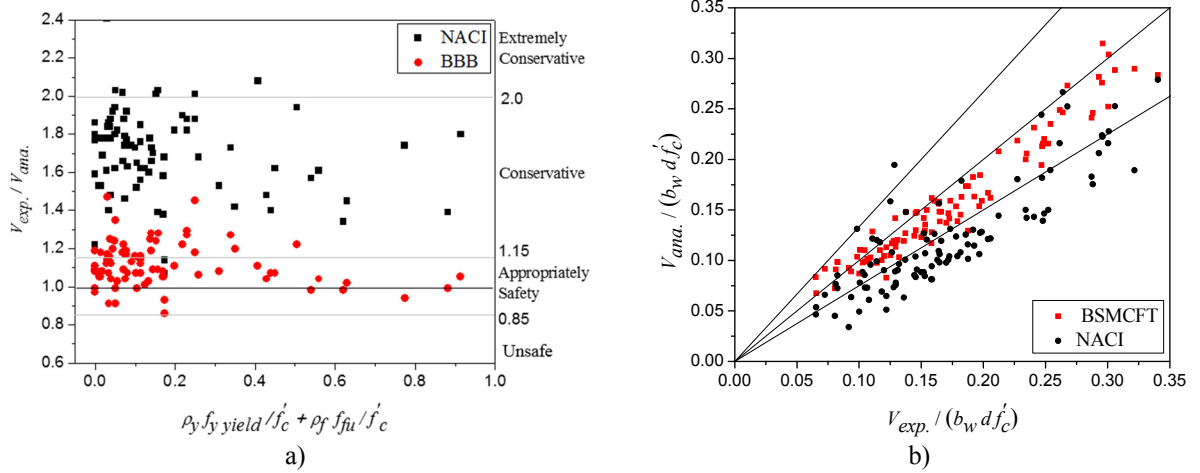 a)
2.4
2.2
2.0
1.8
1.6
1.4
1.2
1.0
0.8
0.6
V_exp. / V_ana.
NACI
BBB
Extremely
Conservative
2.0
Conservative
1.15
Appropriately
Safety
0.85
Unsafe
0.0 0.2 0.4 0.6 0.8 1.0
ρ_y f_y yield / f'_c + ρ_f f_fu / f'_c
a)
b)
0.35
0.30
0.25
0.20
0.15
0.10
0.05
0.00
V_ana. / (b_w d f'_c)
BSMCFT
NACI
0.00 0.05 0.10 0.15 0.20 0.25 0.30 0.35
V_exp. / (b_w d f'_c)
b)